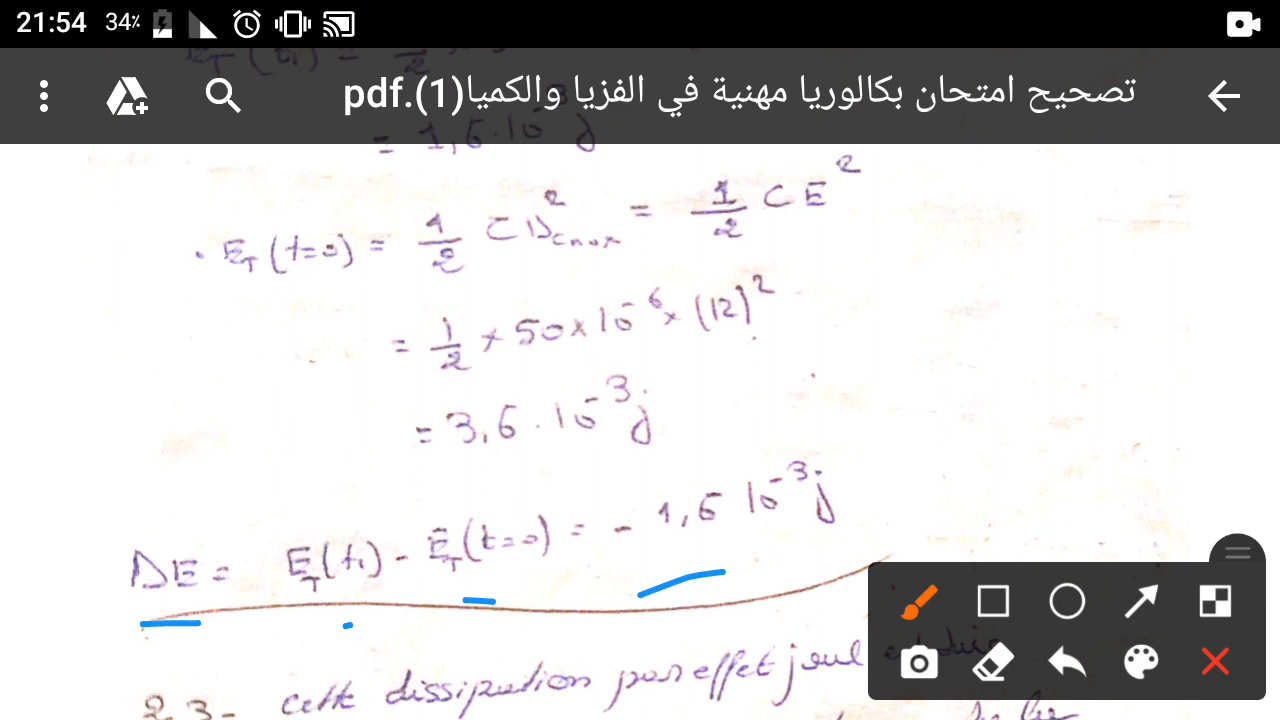 21:54 34%
تصحيح امتحان بكالوريا مهنية في الفزيا والكميا(1).pdf
= 1,6·10⁻³ j
. E_T (t=0) = 1/2 C U²_cmax = 1/2 C E²
= 1/2 × 50×10⁻⁶ × (12)²
= 3,6 . 10⁻³ j
ΔE = E_T(t₁) - E_T(t=0) = - 1,6 10⁻³ j
2.3- cette dissipation par effet joul